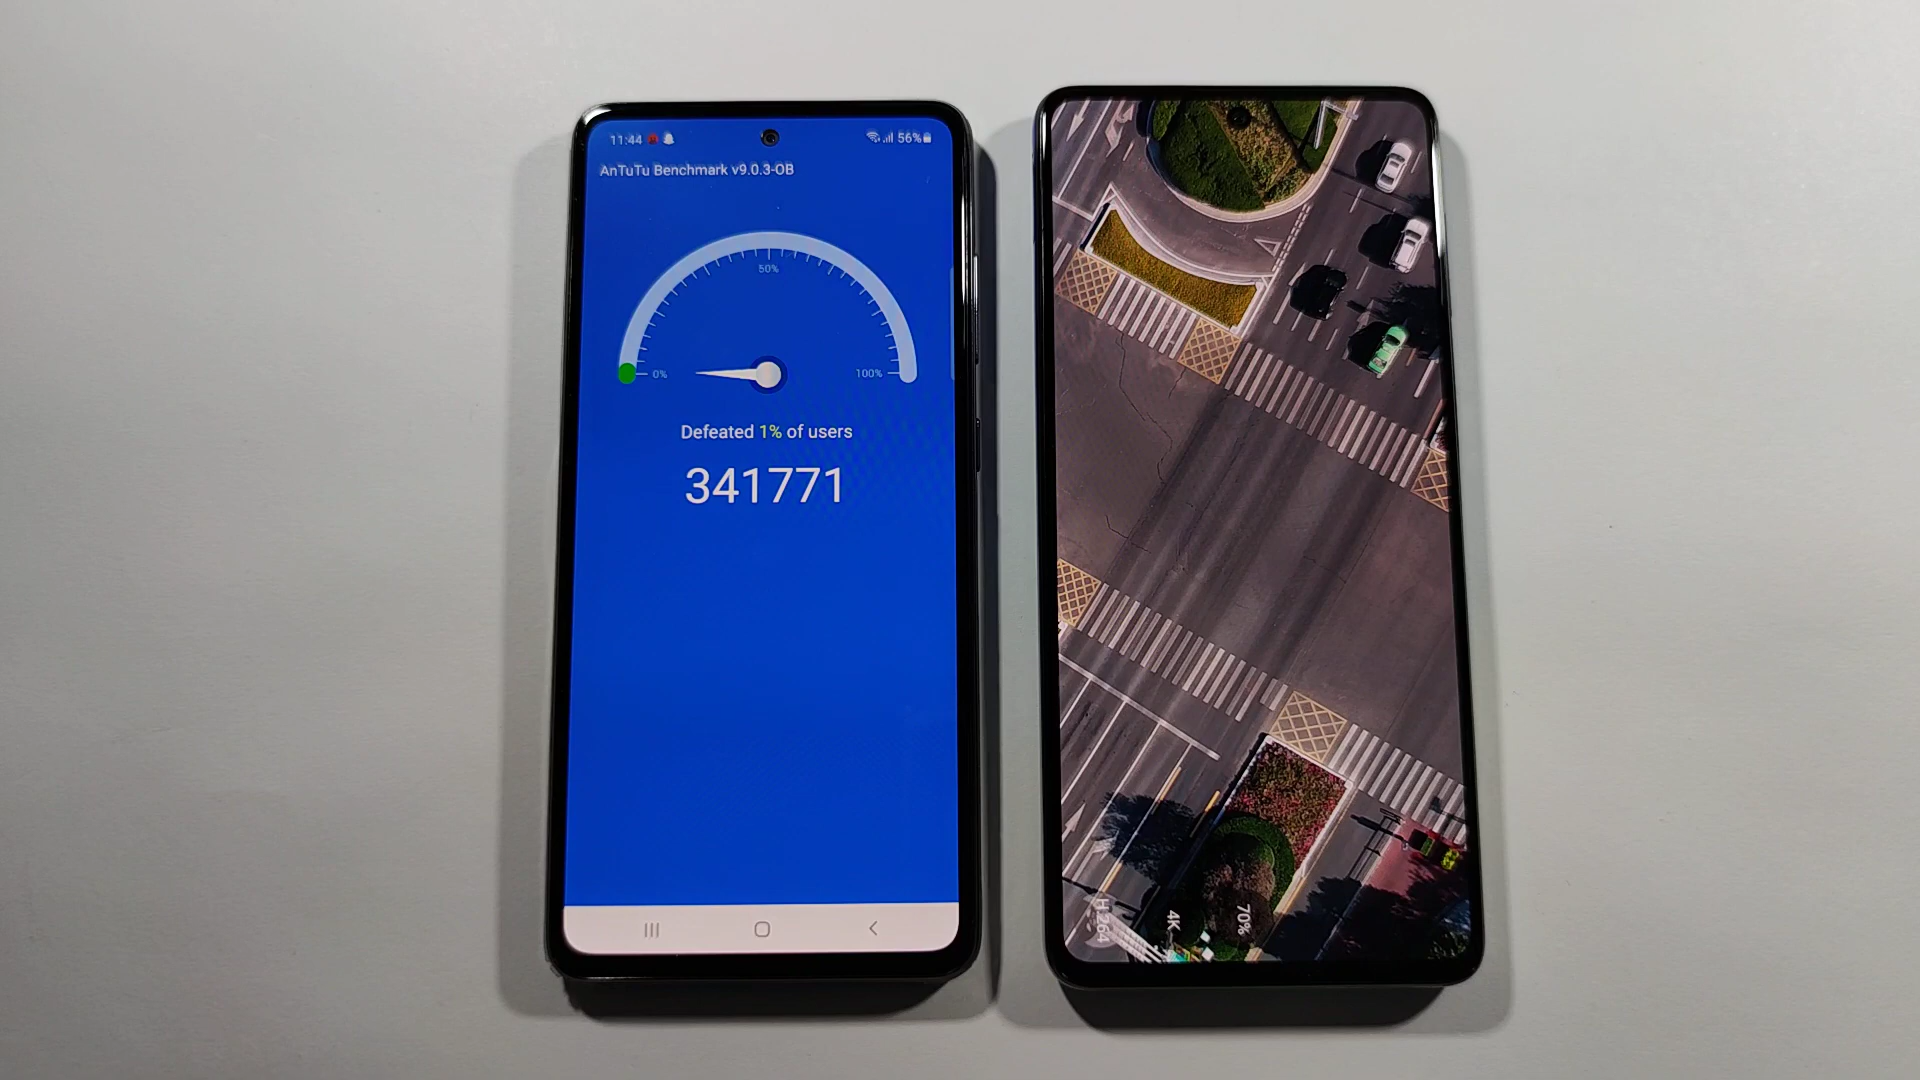 11:44 56%
AnTuTu Benchmark v9.0.3-OB
50%
0% 100%
Defeated 1% of users
341771
H.264
4K
70%